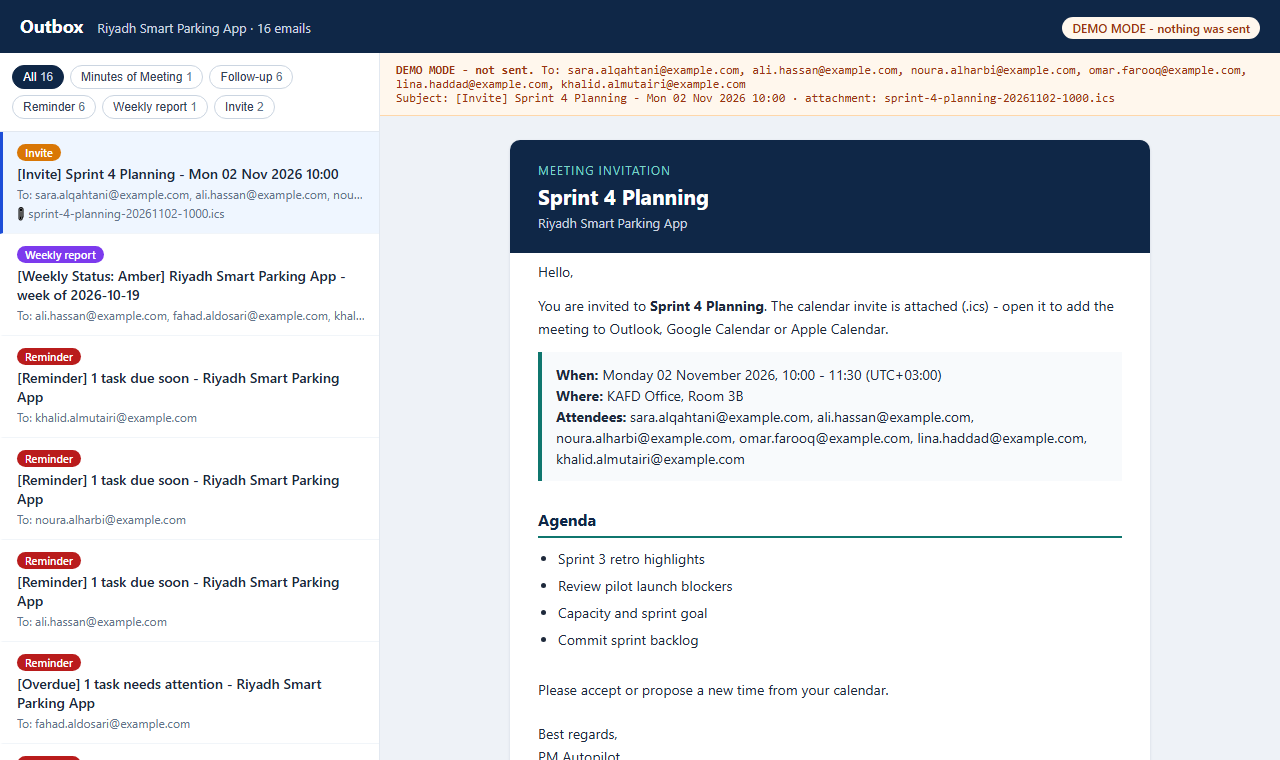 Outbox Riyadh Smart Parking App · 16 emails
DEMO MODE - nothing was sent
All 16 Minutes of Meeting 1 Follow-up 6
Reminder 6 Weekly report 1 Invite 2
Invite
[Invite] Sprint 4 Planning - Mon 02 Nov 2026 10:00
To: sara.alqahtani@example.com, ali.hassan@example.com, nou...
sprint-4-planning-20261102-1000.ics
Weekly report
[Weekly Status: Amber] Riyadh Smart Parking App -
week of 2026-10-19
To: ali.hassan@example.com, fahad.aldosari@example.com, khal...
Reminder
[Reminder] 1 task due soon - Riyadh Smart Parking
App
To: khalid.almutairi@example.com
Reminder
[Reminder] 1 task due soon - Riyadh Smart Parking
App
To: noura.alharbi@example.com
Reminder
[Reminder] 1 task due soon - Riyadh Smart Parking
App
To: ali.hassan@example.com
Reminder
[Overdue] 1 task needs attention - Riyadh Smart
Parking App
To: fahad.aldosari@example.com
DEMO MODE - not sent. To: sara.alqahtani@example.com, ali.hassan@example.com, noura.alharbi@example.com, omar.farooq@example.com,
lina.haddad@example.com, khalid.almutairi@example.com
Subject: [Invite] Sprint 4 Planning - Mon 02 Nov 2026 10:00 · attachment: sprint-4-planning-20261102-1000.ics
MEETING INVITATION
Sprint 4 Planning
Riyadh Smart Parking App
Hello,
You are invited to Sprint 4 Planning. The calendar invite is attached (.ics) - open it to add the
meeting to Outlook, Google Calendar or Apple Calendar.
When: Monday 02 November 2026, 10:00 - 11:30 (UTC+03:00)
Where: KAFD Office, Room 3B
Attendees: sara.alqahtani@example.com, ali.hassan@example.com,
noura.alharbi@example.com, omar.farooq@example.com, lina.haddad@example.com,
khalid.almutairi@example.com
Agenda
• Sprint 3 retro highlights
• Review pilot launch blockers
• Capacity and sprint goal
• Commit sprint backlog
Please accept or propose a new time from your calendar.
Best regards,
PM Autopilot